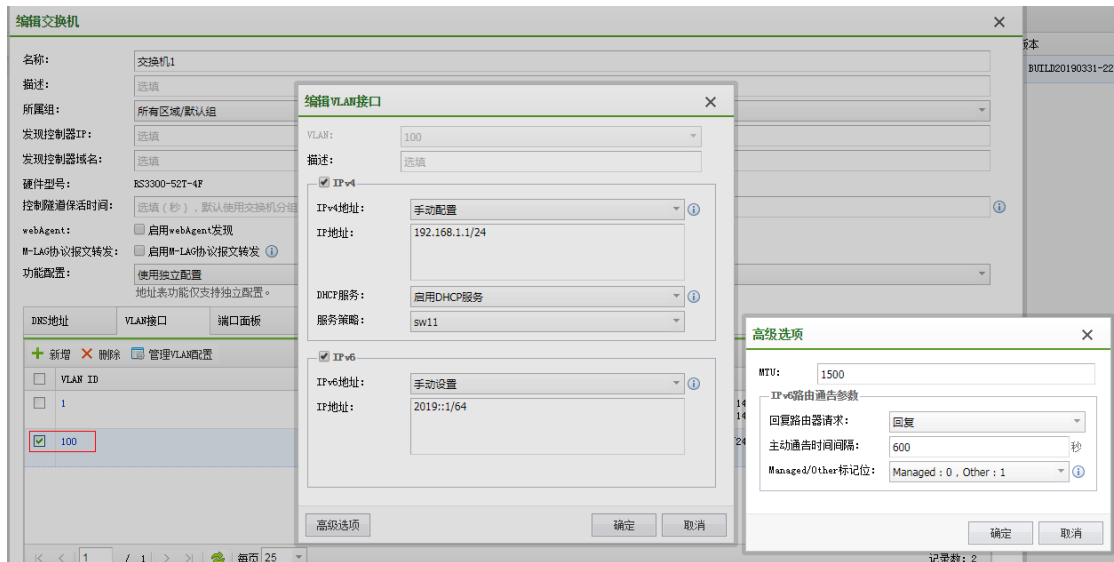 编辑交换机
版本
BUILD20190331-22
名称: 交换机1
描述: 选填
所属组: 所有区域/默认组
发现控制器IP: 选填
发现控制器域名: 选填
硬件型号: RS3300-52T-4F
控制隧道保活时间: 选填（秒），默认使用交换机分组
webAgent: 启用webAgent发现
M-LAG协议报文转发: 启用M-LAG协议报文转发
功能配置: 使用独立配置
地址表功能仅支持独立配置。
DNS地址 VLAN接口 端口面板
新增 删除 管理VLAN配置
VLAN ID
1
100
1 / 1 每页 25
记录数: 2
编辑VLAN接口
VLAN: 100
描述: 选填
IPv4
IPv4地址: 手动配置
IP地址: 192.168.1.1/24
DHCP服务: 启用DHCP服务
服务策略: sw11
IPv6
IPv6地址: 手动设置
IP地址: 2019::1/64
高级选项 确定 取消
高级选项
MTU: 1500
IPv6路由通告参数
回复路由器请求: 回复
主动通告时间间隔: 600 秒
Managed/Other标记位: Managed：0，Other：1
确定 取消